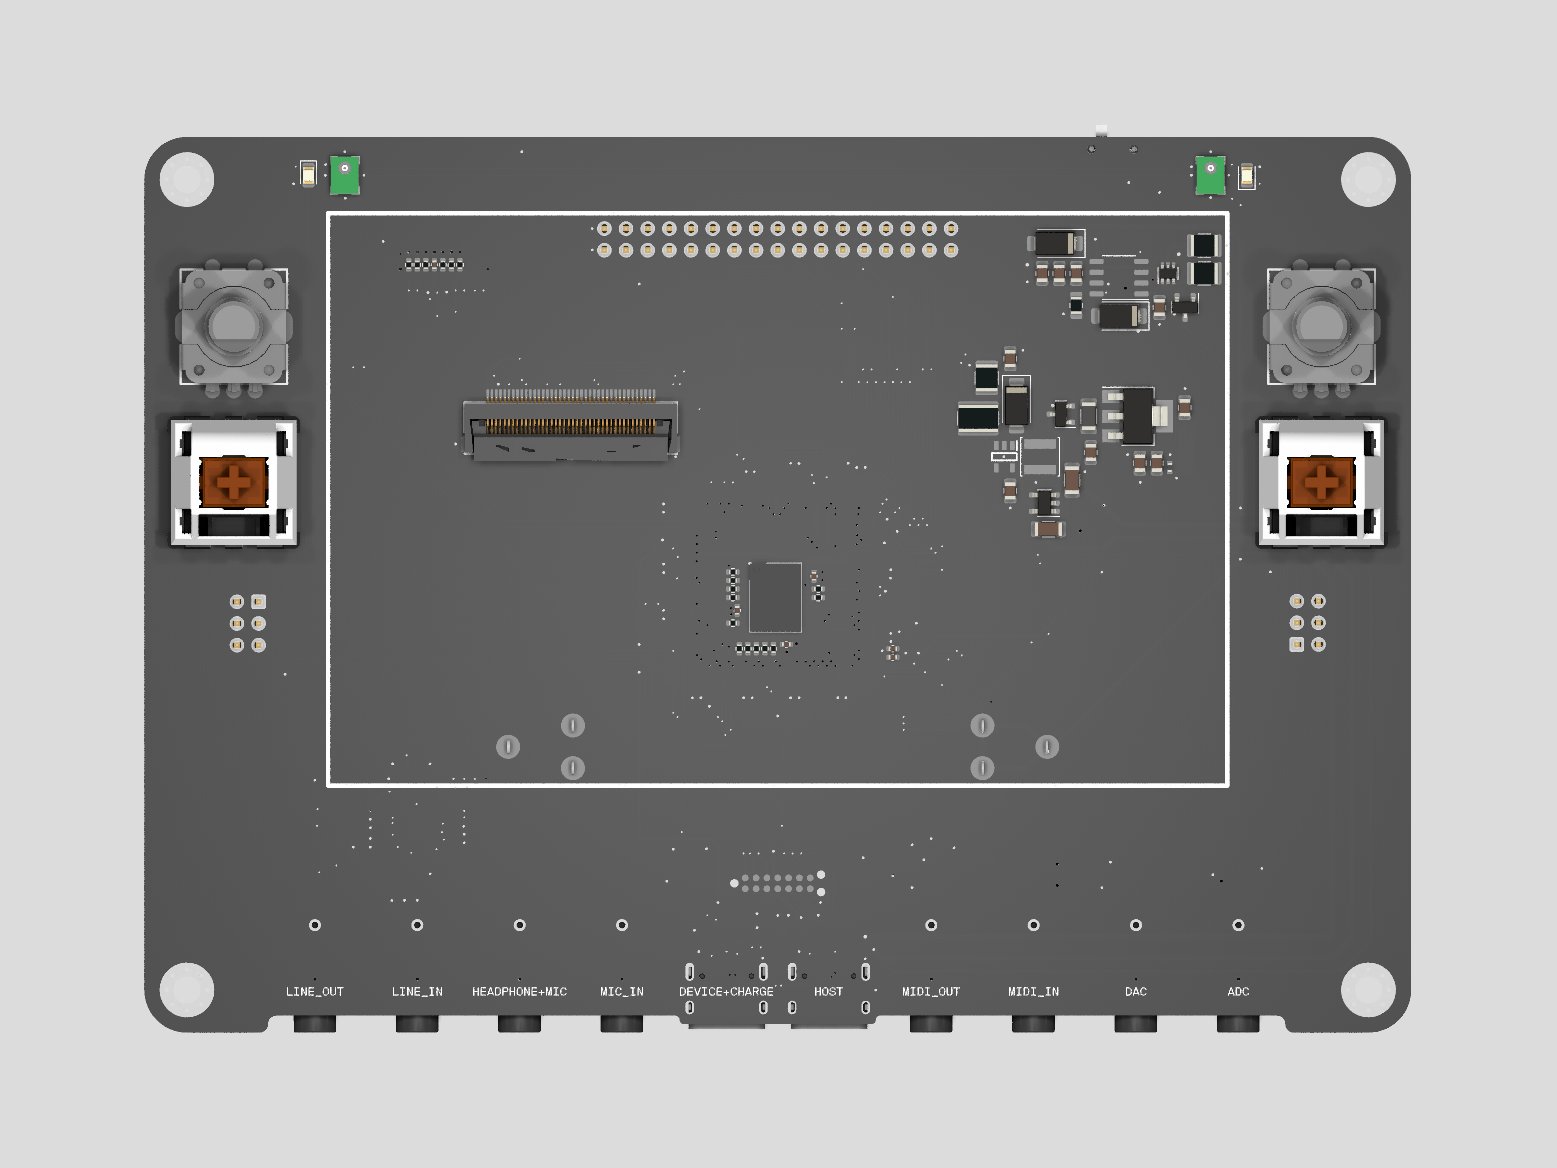 LINE_OUT
LINE_IN
HEADPHONE+MIC
MIC_IN
DEVICE+CHARGE
HOST
MIDI_OUT
MIDI_IN
DAC
ADC